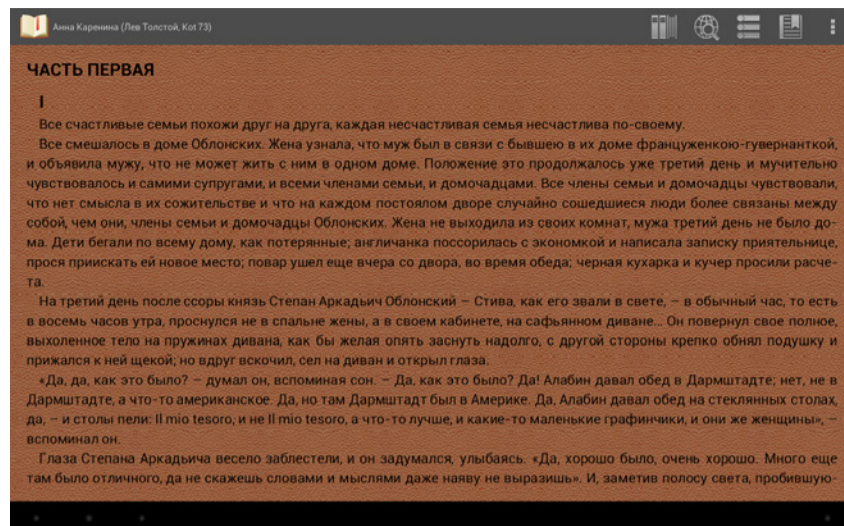 Анна Каренина (Лев Толстой, Kot 73)
ЧАСТЬ ПЕРВАЯ
I
Все счастливые семьи похожи друг на друга, каждая несчастливая семья несчастлива по-своему.
Все смешалось в доме Облонских. Жена узнала, что муж был в связи с бывшею в их доме француженкою-гувернанткой,
и объявила мужу, что не может жить с ним в одном доме. Положение это продолжалось уже третий день и мучительно
чувствовалось и самими супругами, и всеми членами семьи, и домочадцами. Все члены семьи и домочадцы чувствовали,
что нет смысла в их сожительстве и что на каждом постоялом дворе случайно сошедшиеся люди более связаны между
собой, чем они, члены семьи и домочадцы Облонских. Жена не выходила из своих комнат, мужа третий день не было до-
ма. Дети бегали по всему дому, как потерянные; англичанка поссорилась с экономкой и написала записку приятельнице,
прося приискать ей новое место; повар ушел еще вчера со двора, во время обеда; черная кухарка и кучер просили расче-
та.
На третий день после ссоры князь Степан Аркадьич Облонский – Стива, как его звали в свете, – в обычный час, то есть
в восемь часов утра, проснулся не в спальне жены, а в своем кабинете, на сафьянном диване... Он повернул свое полное,
выхоленное тело на пружинах дивана, как бы желая опять заснуть надолго, с другой стороны крепко обнял подушку и
прижался к ней щекой; но вдруг вскочил, сел на диван и открыл глаза.
«Да, да, как это было? – думал он, вспоминая сон. – Да, как это было? Да! Алабин давал обед в Дармштадте; нет, не в
Дармштадте, а что-то американское. Да, но там Дармштадт был в Америке. Да, Алабин давал обед на стеклянных столах,
да, – и столы пели: Il mio tesoro, и не Il mio tesoro, а что-то лучше, и какие-то маленькие графинчики, и они же женщины», –
вспоминал он.
Глаза Степана Аркадьича весело заблестели, и он задумался, улыбаясь. «Да, хорошо было, очень хорошо. Много еще
там было отличного, да не скажешь словами и мыслями даже наяву не выразишь». И, заметив полосу света, пробившую-